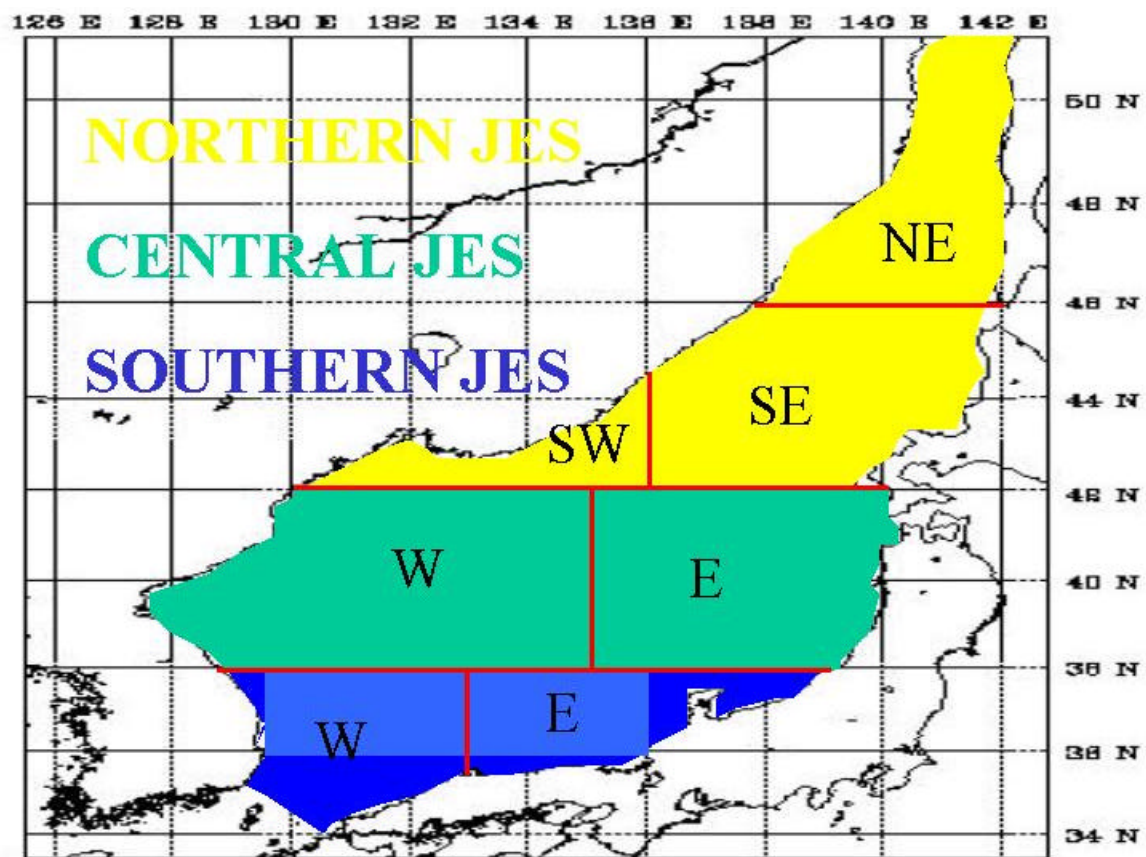 126 E 128 E 130 E 132 E 134 E 136 E 138 E 140 E 142 E
50 N
NORTHERN JES
48 N
NE
CENTRAL JES
46 N
SOUTHERN JES
44 N
SE
SW
42 N
W
E
40 N
38 N
W
E
36 N
34 N